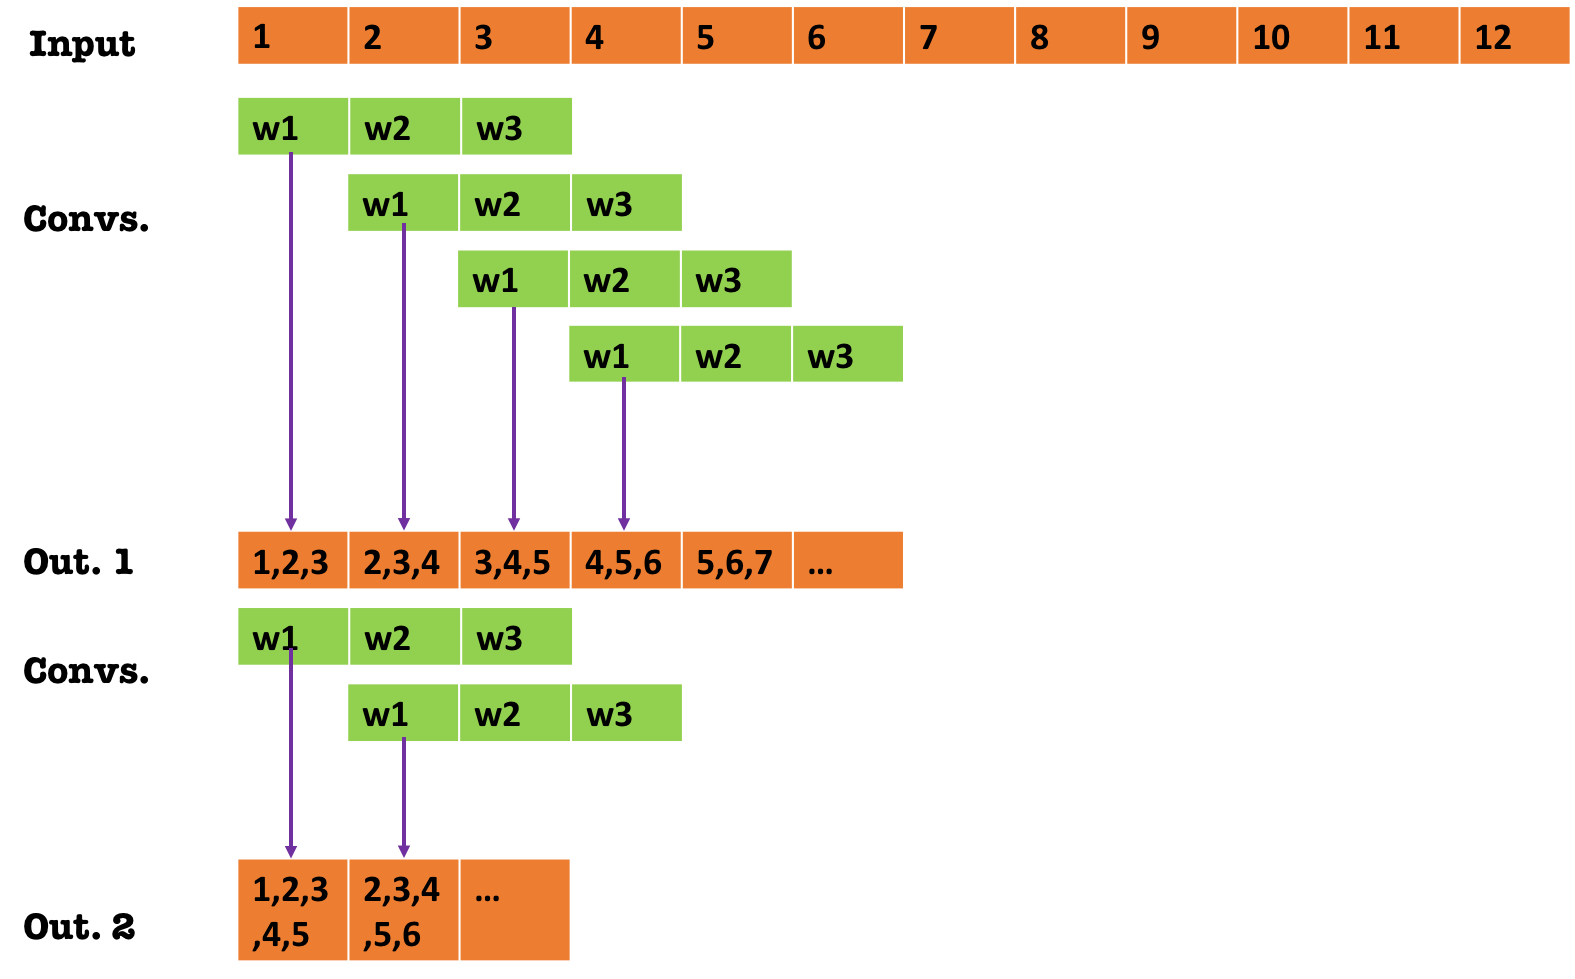 Input 1 2 3 4 5 6 7 8 9 10 11 12
w1 w2 w3
Convs.
w1 w2 w3
w1 w2 w3
w1 w2 w3
Out. 1 1,2,3 2,3,4 3,4,5 4,5,6 5,6,7 ...
w1 w2 w3
Convs.
w1 w2 w3
Out. 2
1,2,3
,4,5
2,3,4
,5,6
...